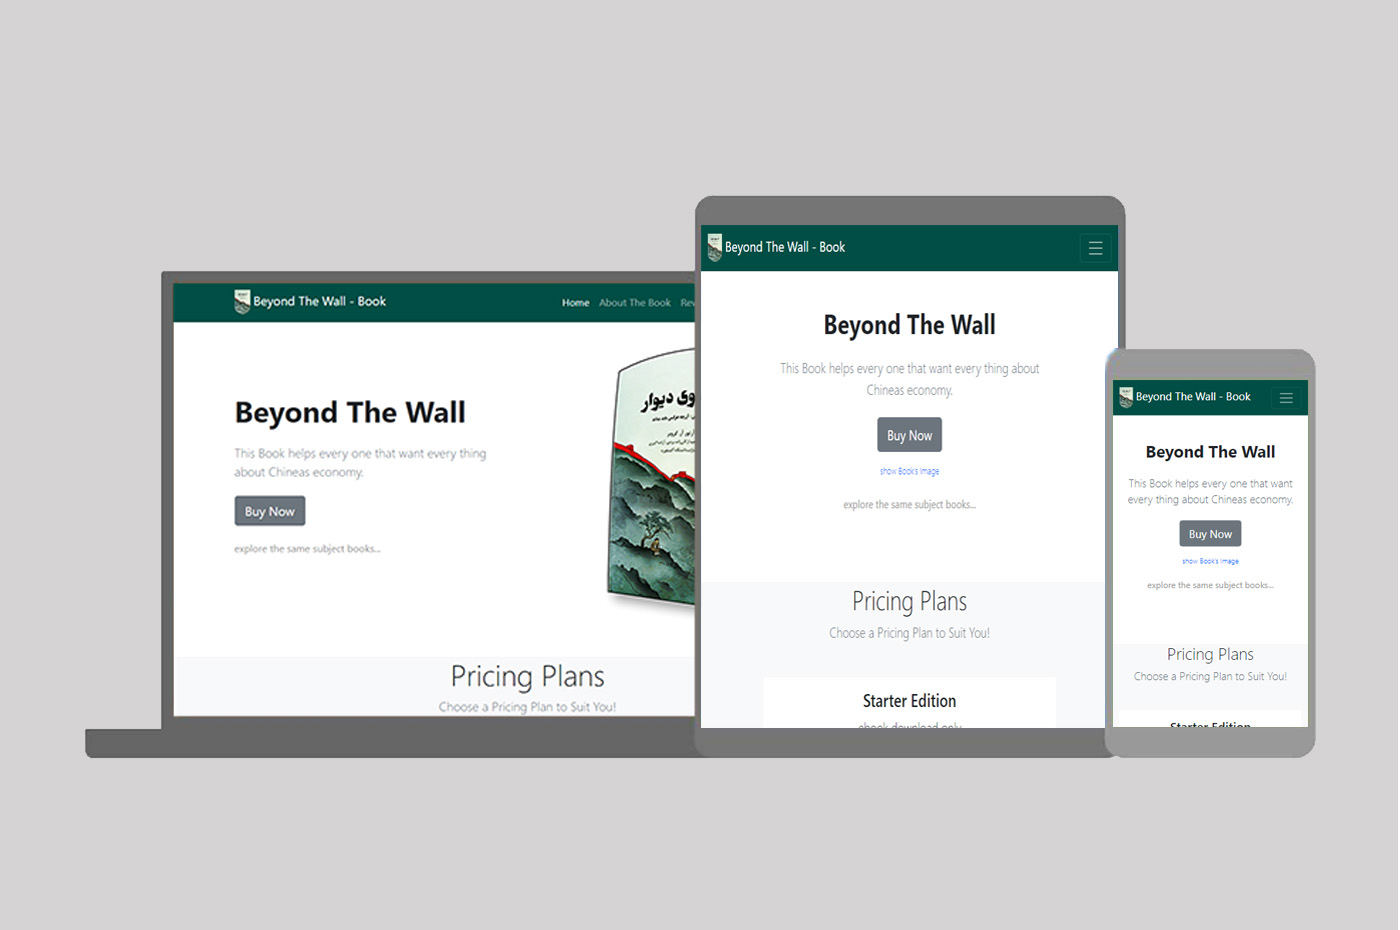 Beyond The Wall - Book
Home About The Book
Beyond The Wall
This Book helps every one that want every thing
about Chineas economy.
Buy Now
explore the same subject books...
وی دیوار
Pricing Plans
Choose a Pricing Plan to Suit You!
Beyond The Wall - Book
Beyond The Wall
This Book helps every one that want every thing about
Chineas economy.
Buy Now
show Book's Image
explore the same subject books...
Pricing Plans
Choose a Pricing Plan to Suit You!
Starter Edition
ebook download only
Beyond The Wall - Book
Beyond The Wall
This Book helps every one that want
every thing about Chineas economy.
Buy Now
show Book's Image
explore the same subject books...
Pricing Plans
Choose a Pricing Plan to Suit You!
Starter Edition